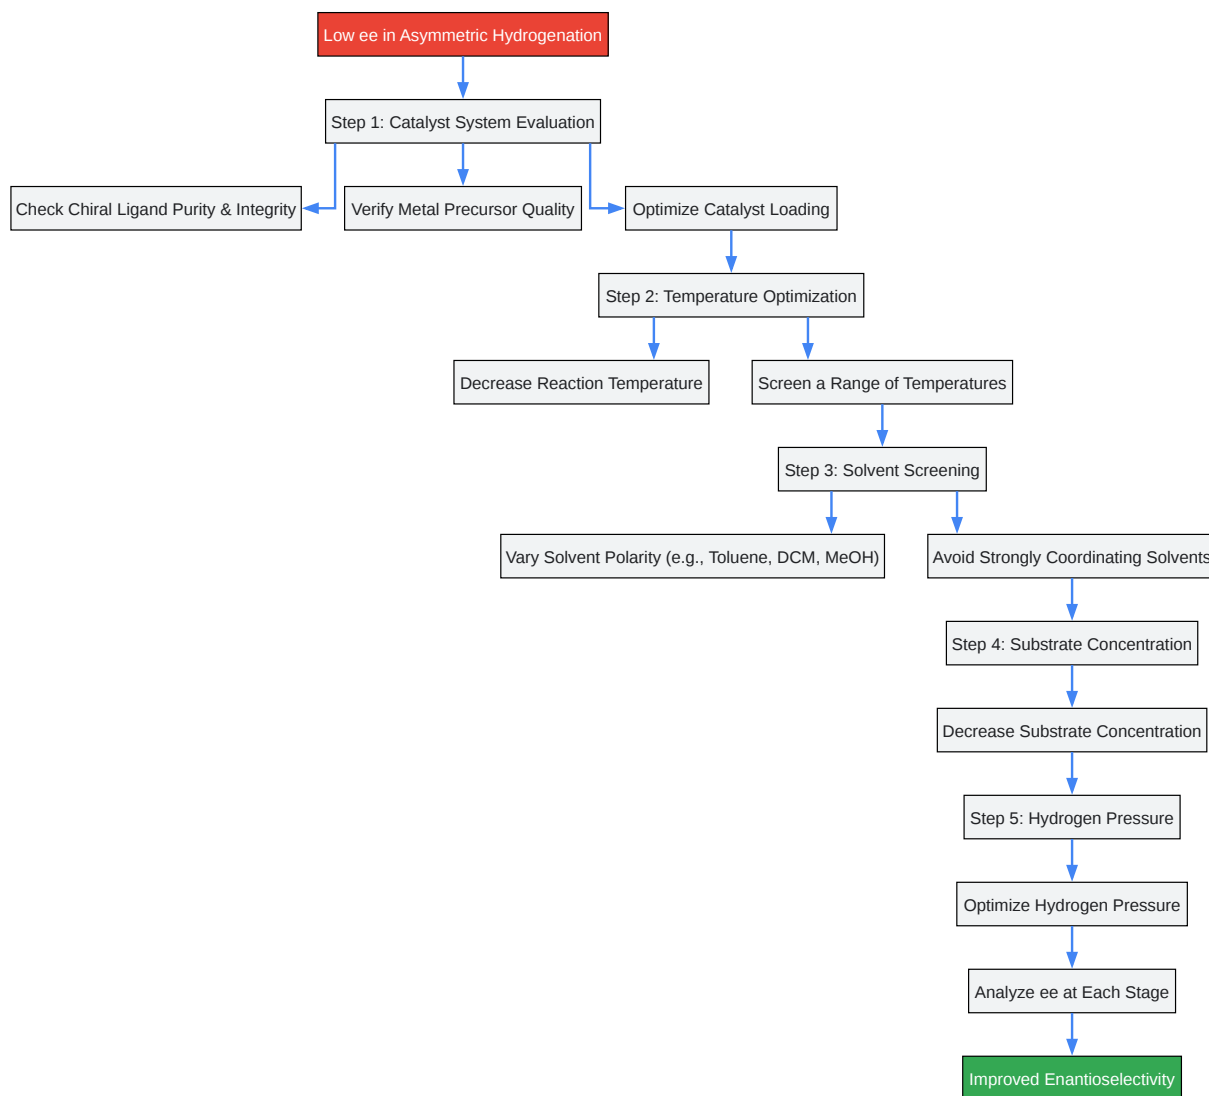 Low ee in Asymmetric Hydrogenation
Step 1: Catalyst System Evaluation
Check Chiral Ligand Purity & Integrity
Verify Metal Precursor Quality
Optimize Catalyst Loading
Step 2: Temperature Optimization
Decrease Reaction Temperature
Screen a Range of Temperatures
Step 3: Solvent Screening
Vary Solvent Polarity (e.g., Toluene, DCM, MeOH)
Avoid Strongly Coordinating Solvents
Step 4: Substrate Concentration
Decrease Substrate Concentration
Step 5: Hydrogen Pressure
Optimize Hydrogen Pressure
Analyze ee at Each Stage
Improved Enantioselectivity